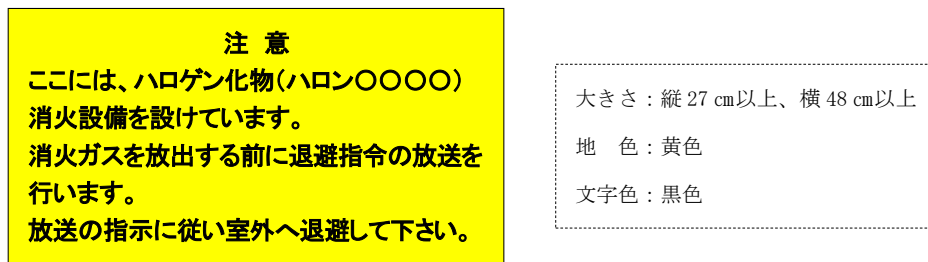 注 意
ここには、ハロゲン化物（ハロン〇〇〇〇）
消火設備を設けています。
消火ガスを放出する前に退避指令の放送を
行います。
放送の指示に従い室外へ退避して下さい。
大きさ：縦 27 ㎝以上、横 48 ㎝以上
地　色：黄色
文字色：黒色